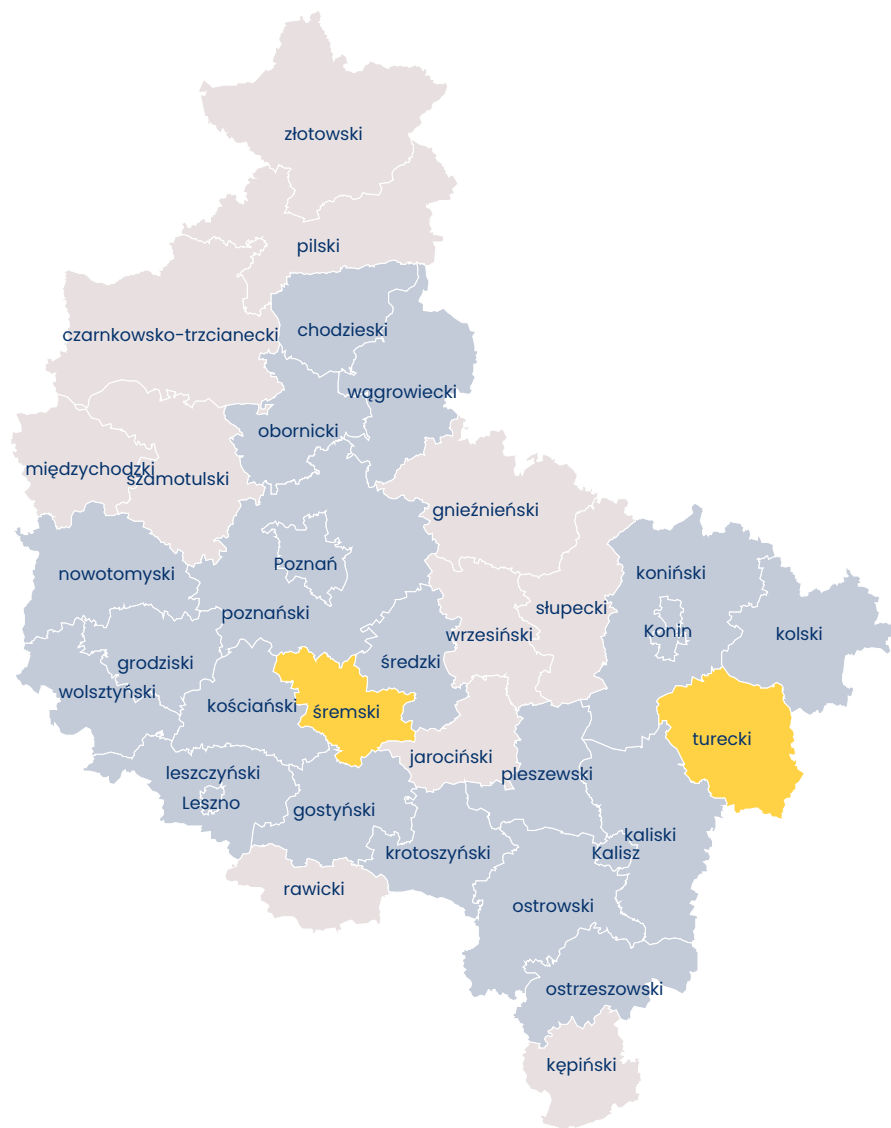 złotowski
pilski
chodzieski
czarnkowsko-trzcianecki
wągrowiecki
obornicki
międzychodzki
szamotulski
gnieźnieński
Poznań
nowotomyski
koniński
słupecki
poznański
Konin
wrzesiński
kolski
grodziski
średzki
wolsztyński
kościański
śremski
turecki
jarociński
leszczyński
pleszewski
Leszno
gostyński
kaliski
krotoszyński
Kalisz
rawicki
ostrowski
ostrzeszowski
kępiński